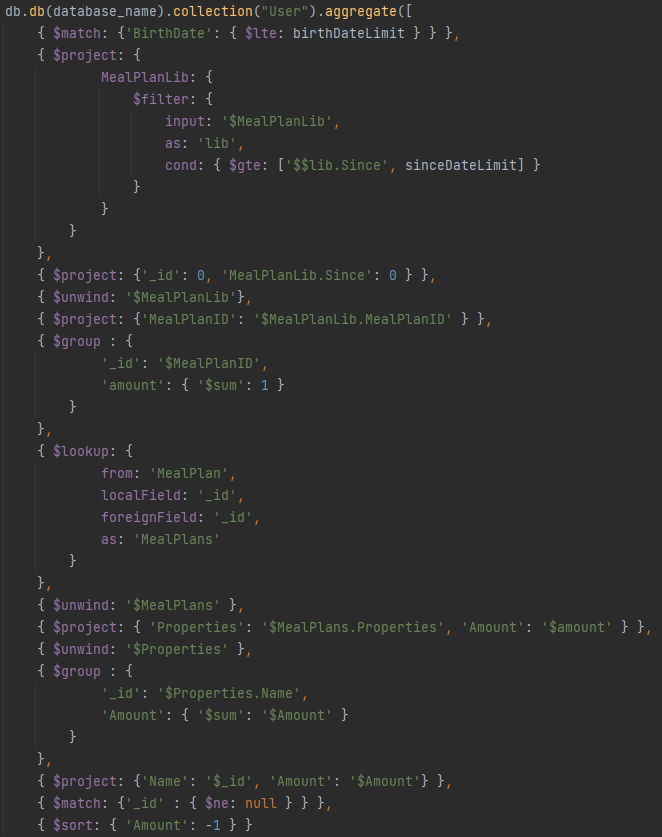 db.db(database_name).collection("User").aggregate([
    { $match: {'BirthDate': { $lte: birthDateLimit } } },
    { $project: {
            MealPlanLib: {
                $filter: {
                    input: '$MealPlanLib',
                    as: 'lib',
                    cond: { $gte: ['$$lib.Since', sinceDateLimit] }
                }
            }
        }
    },
    { $project: {'_id': 0, 'MealPlanLib.Since': 0 } },
    { $unwind: '$MealPlanLib'},
    { $project: {'MealPlanID': '$MealPlanLib.MealPlanID' } },
    { $group : {
            '_id': '$MealPlanID',
            'amount': { '$sum': 1 }
        }
    },
    { $lookup: {
            from: 'MealPlan',
            localField: '_id',
            foreignField: '_id',
            as: 'MealPlans'
        }
    },
    { $unwind: '$MealPlans' },
    { $project: { 'Properties': '$MealPlans.Properties', 'Amount': '$amount' } },
    { $unwind: '$Properties' },
    { $group : {
            '_id': '$Properties.Name',
            'Amount': { '$sum': '$Amount' }
        }
    },
    { $project: {'Name': '$_id', 'Amount': '$Amount'} },
    { $match: {'_id' : { $ne: null } } },
    { $sort: { 'Amount': -1 } }